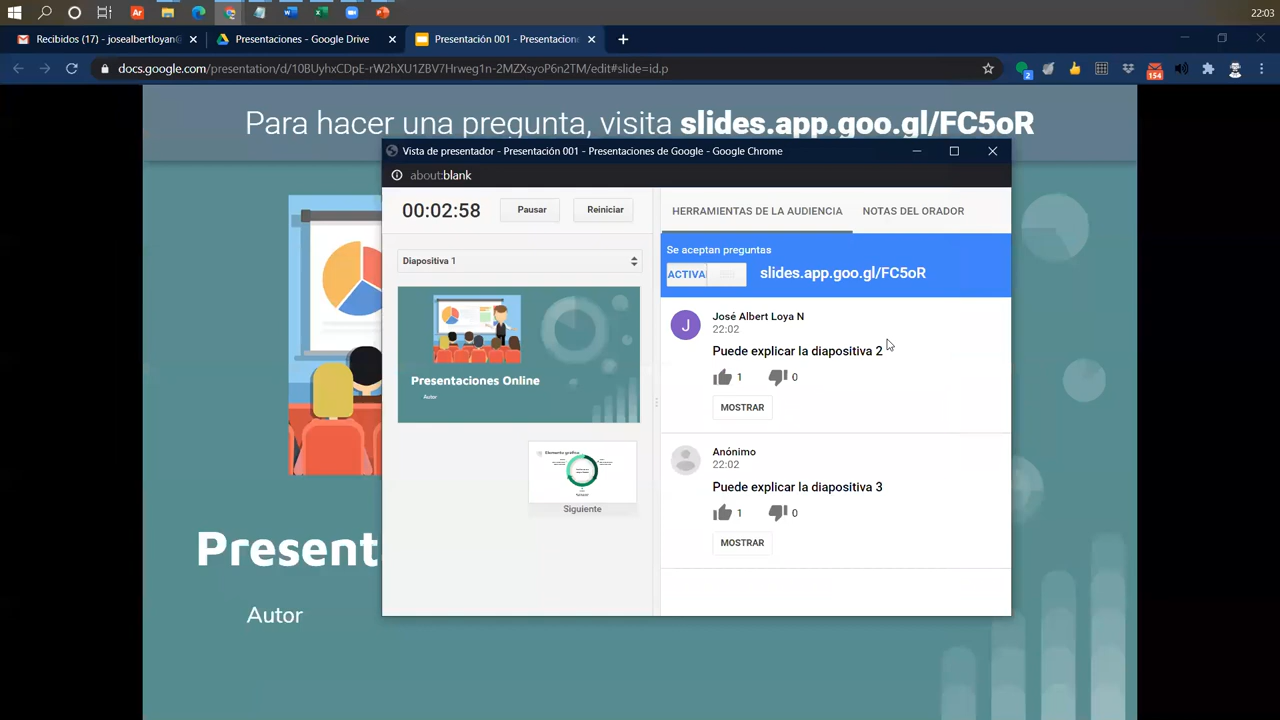 22:03
Recibidos (17) - josealbertloyan@
Presentaciones - Google Drive
Presentación 001 - Presentacione
docs.google.com/presentation/d/10BUyhxCDpE-rW2hXU1ZBV7Hrweg1n-2MZXsyoP6n2TM/edit#slide=id.p
2
154
Para hacer una pregunta, visita slides.app.goo.gl/FC5oR
Vista de presentador - Presentación 001 - Presentaciones de Google - Google Chrome
about:blank
00:02:58
Pausar
Reiniciar
Diapositiva 1
Presentaciones Online
Autor
Elemento gráfico
Siguiente
HERRAMIENTAS DE LA AUDIENCIA
NOTAS DEL ORADOR
Se aceptan preguntas
ACTIVA
slides.app.goo.gl/FC5oR
J
José Albert Loya N
22:02
Puede explicar la diapositiva 2
1
0
MOSTRAR
Anónimo
22:02
Puede explicar la diapositiva 3
1
0
MOSTRAR
Present
Autor